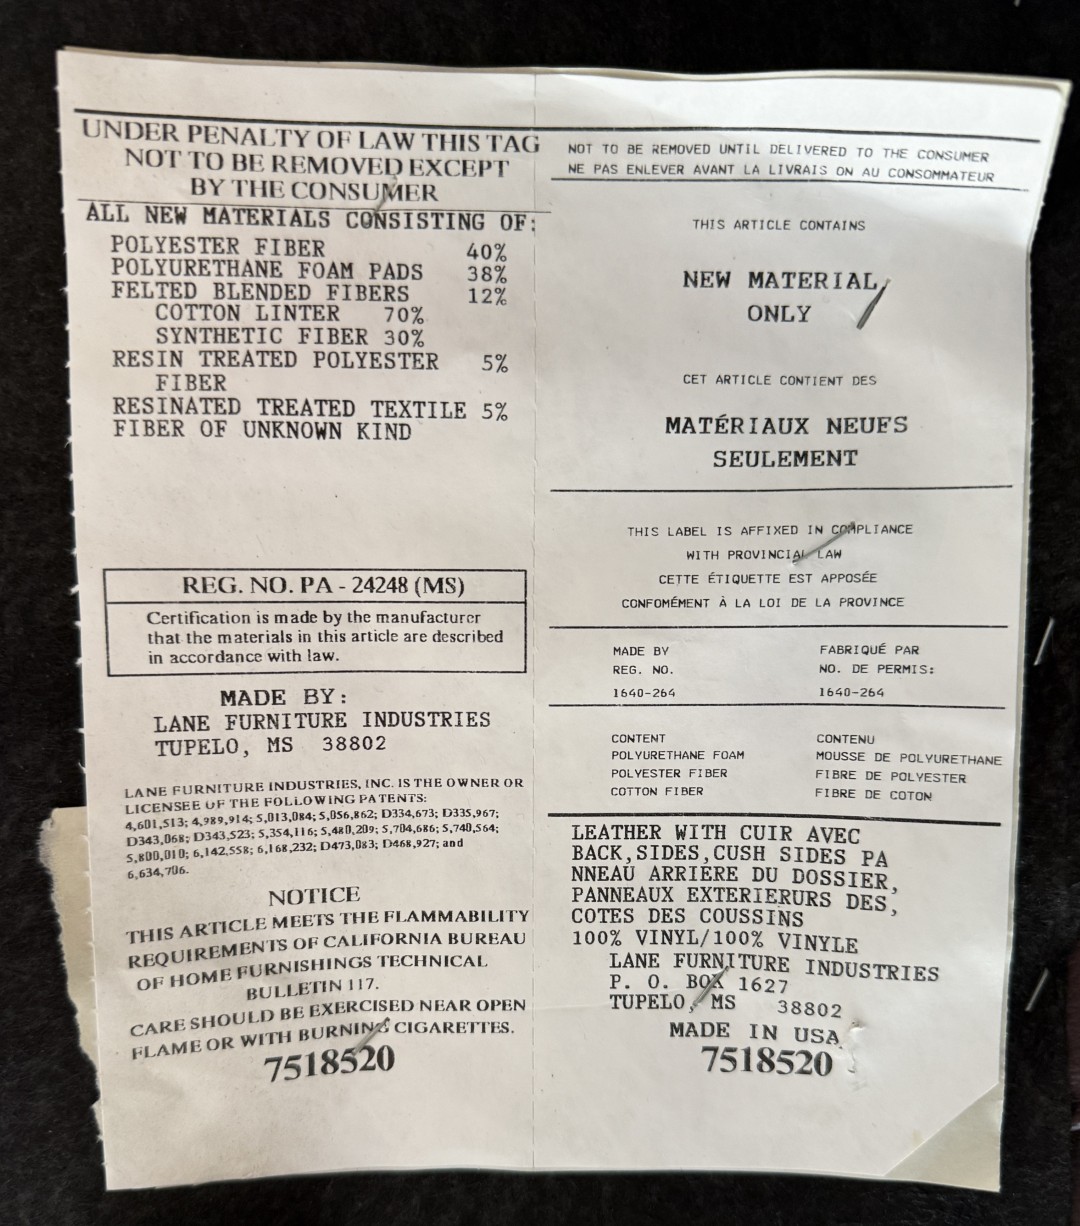 UNDER PENALTY OF LAW THIS TAG
NOT TO BE REMOVED EXCEPT
BY THE CONSUMER
ALL NEW MATERIALS CONSISTING OF:
POLYESTER FIBER 40%
POLYURETHANE FOAM PADS 38%
FELTED BLENDED FIBERS 12%
COTTON LINTER 70%
SYNTHETIC FIBER 30%
RESIN TREATED POLYESTER 5%
FIBER
RESINATED TREATED TEXTILE 5%
FIBER OF UNKNOWN KIND
REG. NO. PA - 24248 (MS)
Certification is made by the manufacturer
that the materials in this article are described
in accordance with law.
MADE BY:
LANE FURNITURE INDUSTRIES
TUPELO, MS 38802
LANE FURNITURE INDUSTRIES, INC. IS THE OWNER OR
LICENSEE OF THE FOLLOWING PATENTS:
4,601,513; 4,989,914; 5,013,084; 5,056,862; D334,673; D335,967;
D343,068; D343,523; 5,354,116; 5,480,209; 5,704,686; 5,740,564;
5,800,010; 6,142,558; 6,168,232; D473,083; D468,927; and
6,634,706.
NOTICE
THIS ARTICLE MEETS THE FLAMMABILITY
REQUIREMENTS OF CALIFORNIA BUREAU
OF HOME FURNISHINGS TECHNICAL
BULLETIN 117.
CARE SHOULD BE EXERCISED NEAR OPEN
FLAME OR WITH BURNING CIGARETTES.
7518520
NOT TO BE REMOVED UNTIL DELIVERED TO THE CONSUMER
NE PAS ENLEVER AVANT LA LIVRAIS ON AU CONSOMMATEUR
THIS ARTICLE CONTAINS
NEW MATERIAL
ONLY
CET ARTICLE CONTIENT DES
MATÉRIAUX NEUFS
SEULEMENT
THIS LABEL IS AFFIXED IN COMPLIANCE
WITH PROVINCIAL LAW
CETTE ÉTIQUETTE EST APPOSÉE
CONFOMÉMENT À LA LOI DE LA PROVINCE
MADE BY FABRIQUÉ PAR
REG. NO. NO. DE PERMIS:
1640-264 1640-264
CONTENT CONTENU
POLYURETHANE FOAM MOUSSE DE POLYURETHANE
POLYESTER FIBER FIBRE DE POLYESTER
COTTON FIBER FIBRE DE COTON
LEATHER WITH CUIR AVEC
BACK,SIDES,CUSH SIDES PA
NNEAU ARRIÈRE DU DOSSIER,
PANNEAUX EXTERIERURS DES,
COTES DES COUSSINS
100% VINYL/100% VINYLE
LANE FURNITURE INDUSTRIES
P. O. BOX 1627
TUPELO, MS 38802
MADE IN USA
7518520